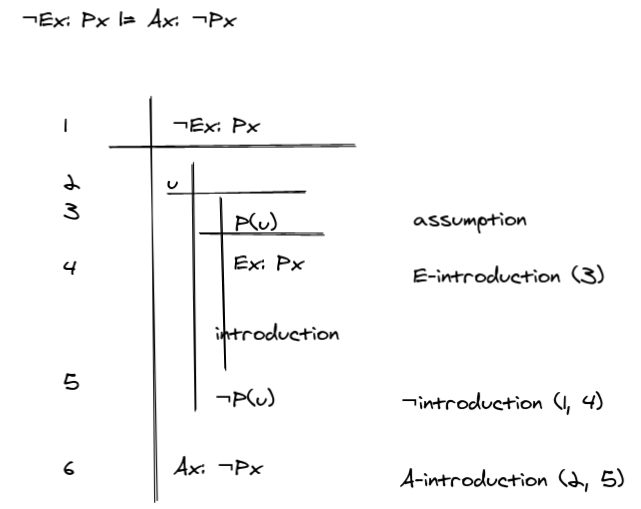 ¬Ex: Px |= Ax: ¬Px
1 ¬Ex: Px
2 u
3 P(u) assumption
4 Ex: Px E-introduction (3)
introduction
5 ¬P(u) ¬introduction (1, 4)
6 Ax: ¬Px A-introduction (2, 5)